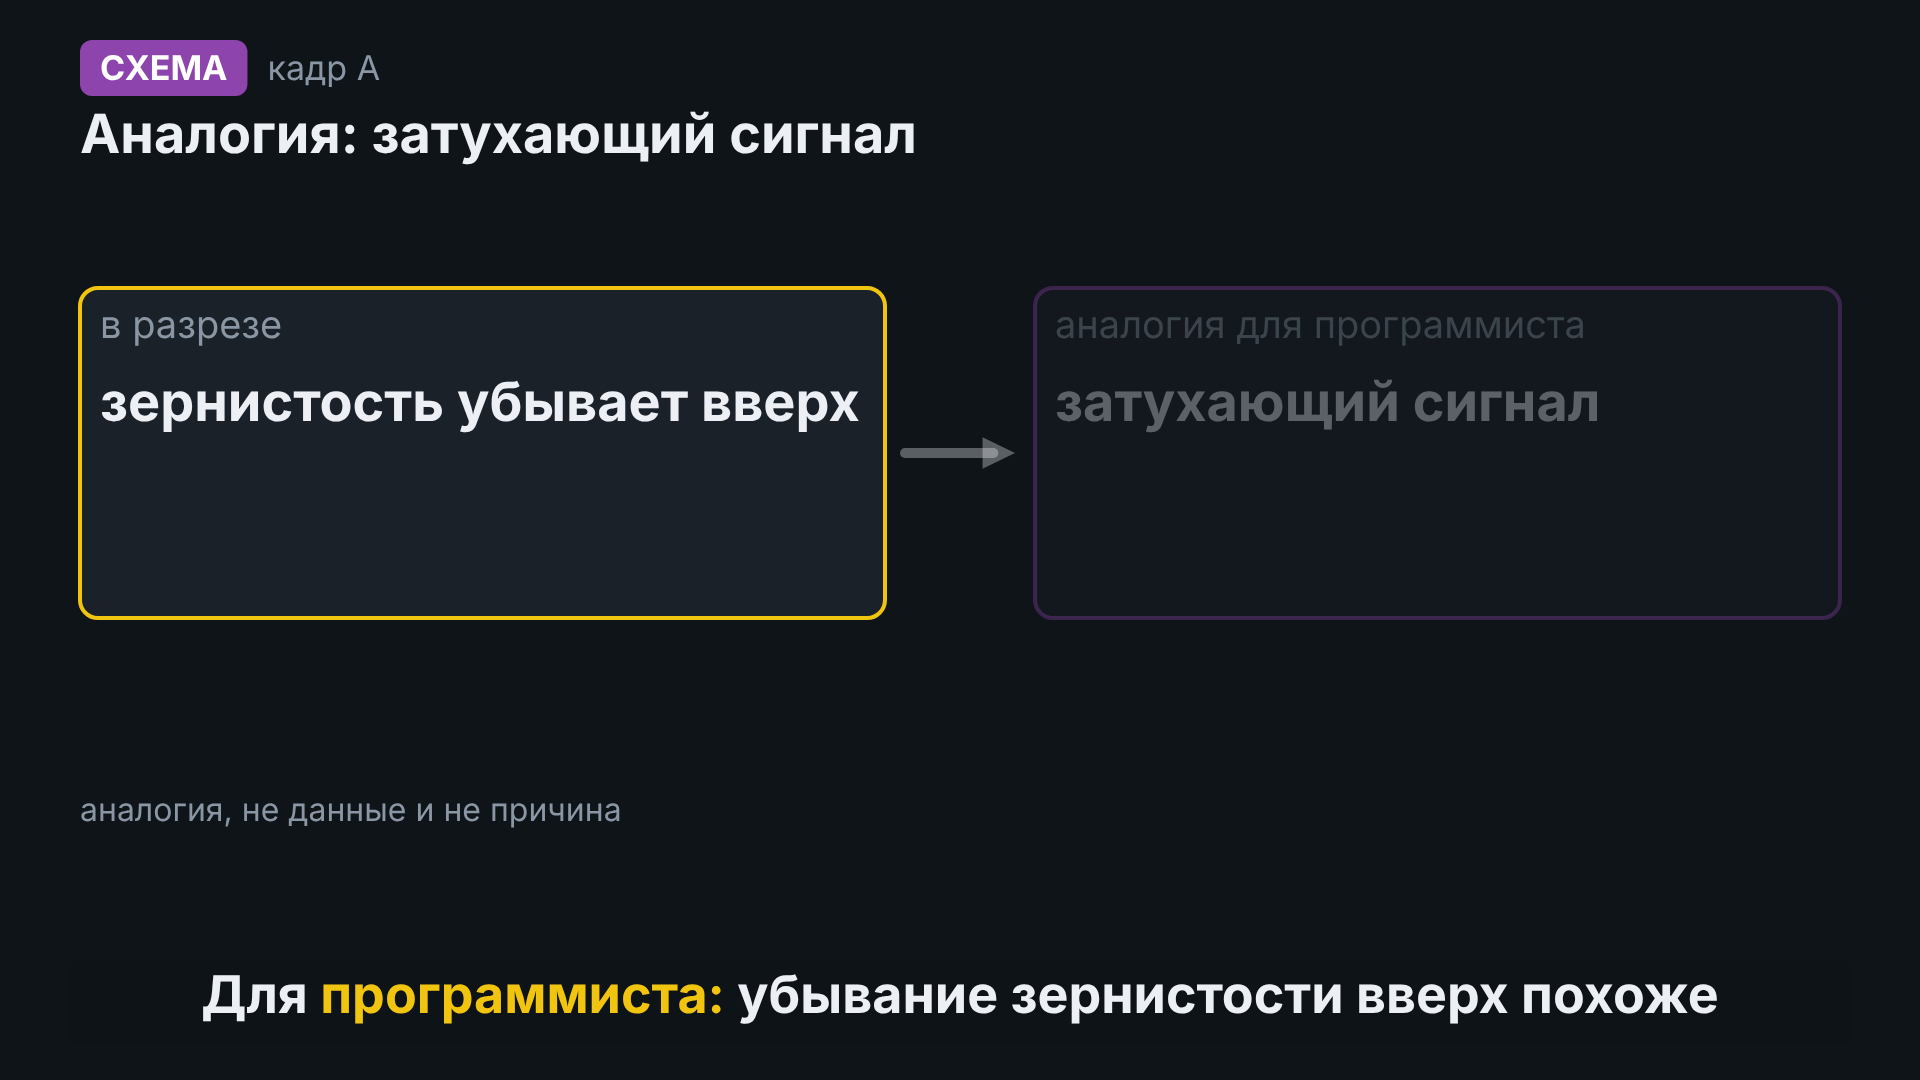 СХЕМА кадр А
Аналогия: затухающий сигнал
в разрезе
зернистость убывает вверх
аналогия для программиста
затухающий сигнал
аналогия, не данные и не причина
Для программиста: убывание зернистости вверх похоже